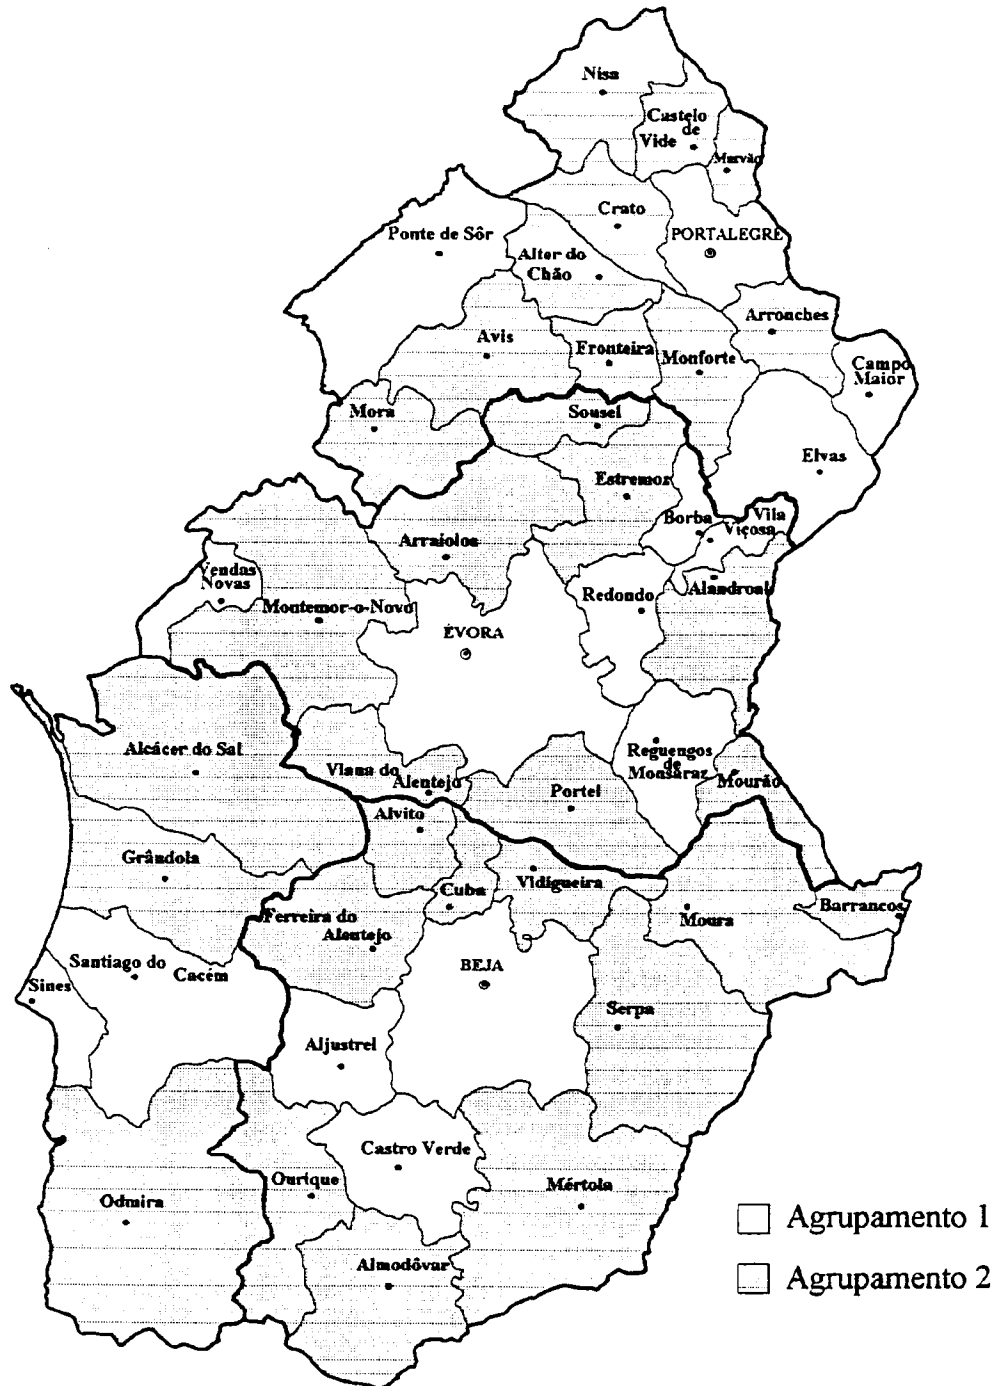 Nisa
Castelo
de
Vide
Marvão
Crato
Ponte de Sôr
PORTALEGRE
Alter do
Chão
Arronches
Avis
Fronteira
Monforte
Campo
Maior
Mora
Sousel
Elvas
Estremoz
Borba
Vila
Viçosa
Arraiolos
Vendas
Novas
Redondo
Alandroal
Montemor-o-Novo
ÉVORA
Alcácer do Sal
Reguengos
de
Monsaraz
Viana do
Alentejo
Mourão
Portel
Alvito
Grândola
Cuba
Vidigueira
Barrancos
Ferreira do
Alentejo
Moura
Santiago do
Cacém
BEJA
Sines
Serpa
Aljustrel
Castro Verde
Ourique
Mértola
Odmira
Agrupamento 1
Almodôvar
Agrupamento 2